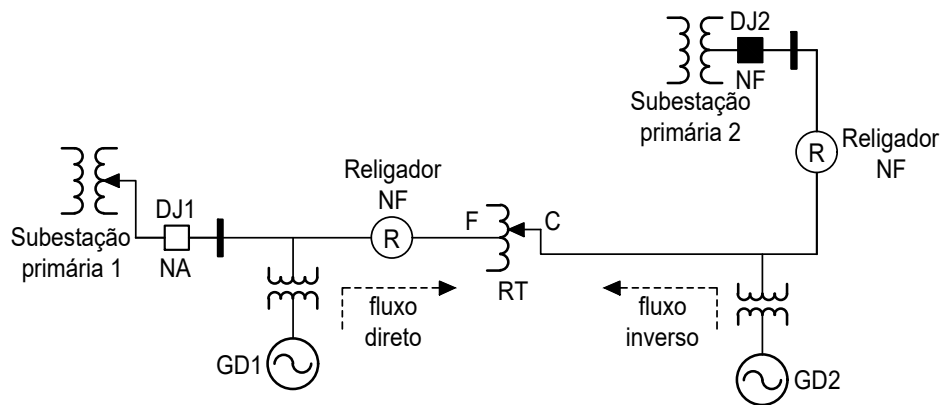 DJ2
NF
Subestação
primária 2
Religador
NF
R
Religador
NF
R
DJ1
NA
Subestação
primária 1
F
C
RT
fluxo
direto
fluxo
inverso
GD1
GD2